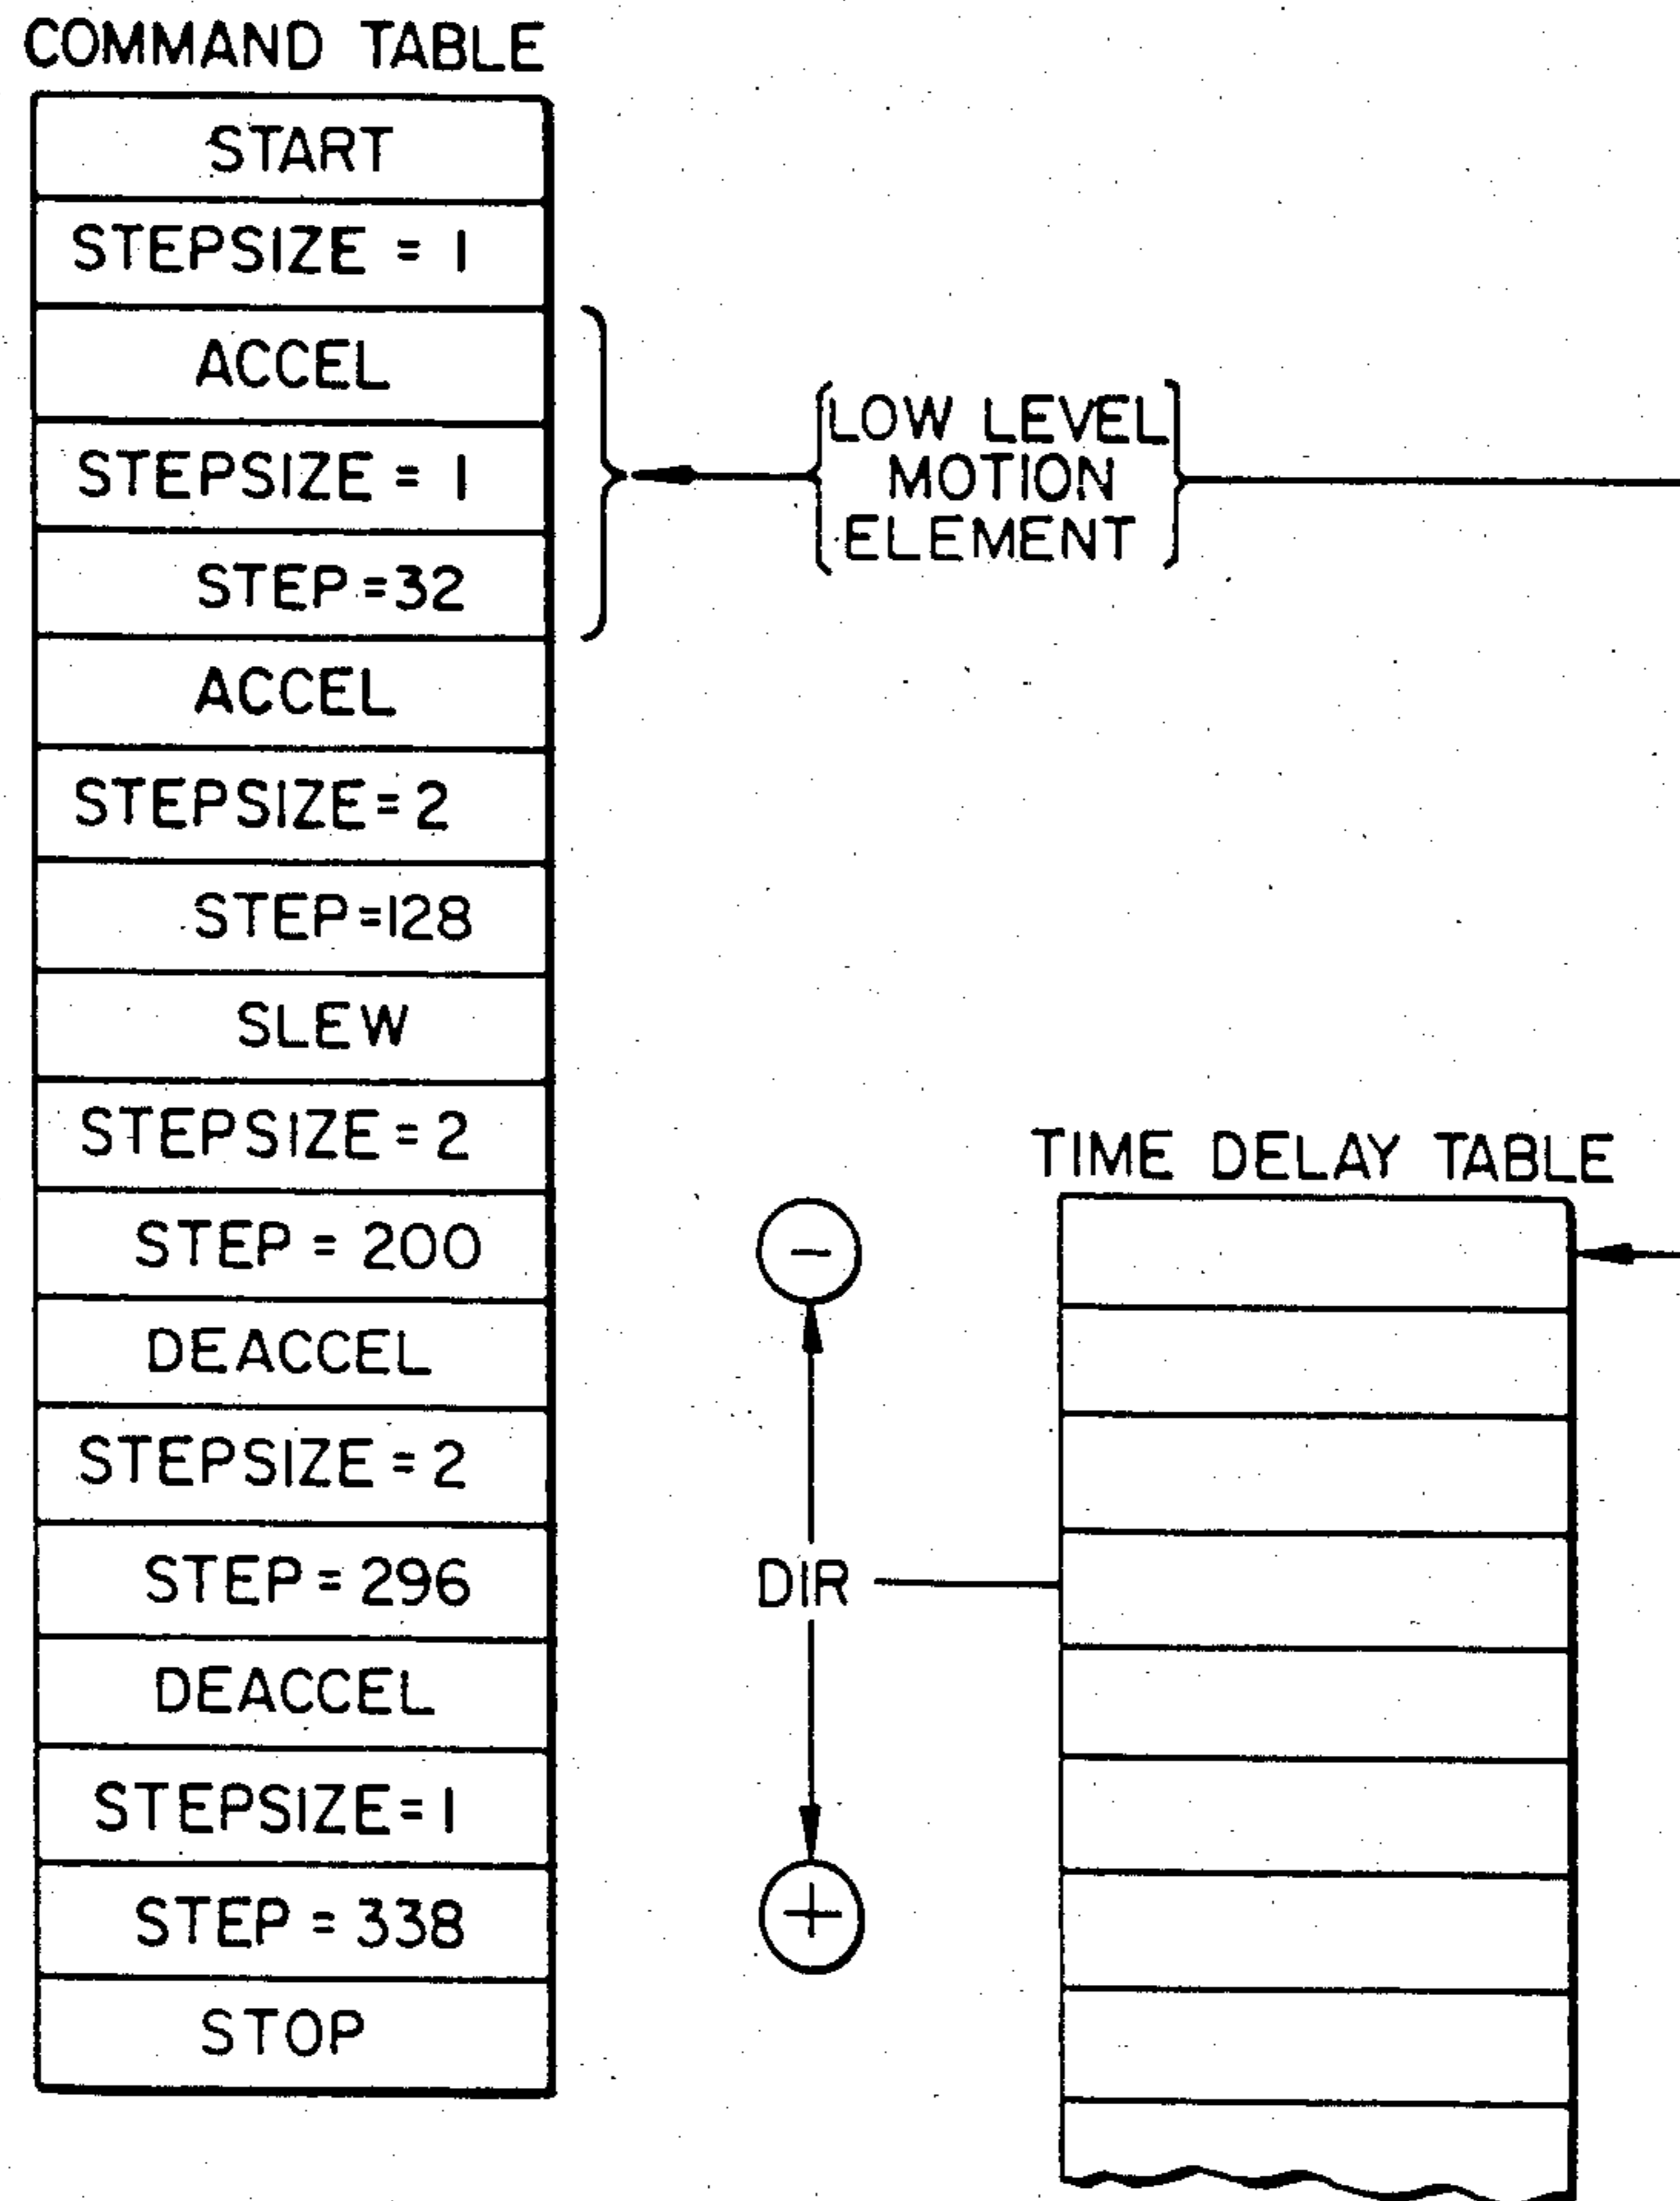 COMMAND TABLE
START
STEPSIZE = 1
ACCEL
STEPSIZE = 1
STEP=32
ACCEL
STEPSIZE=2
STEP=128
SLEW
STEPSIZE=2
STEP = 200
DEACCEL
STEPSIZE=2
STEP=296
DEACCEL
STEPSIZE=1
STEP=338
STOP
LOW LEVEL
MOTION
ELEMENT
TIME DELAY TABLE
−
DIR
+